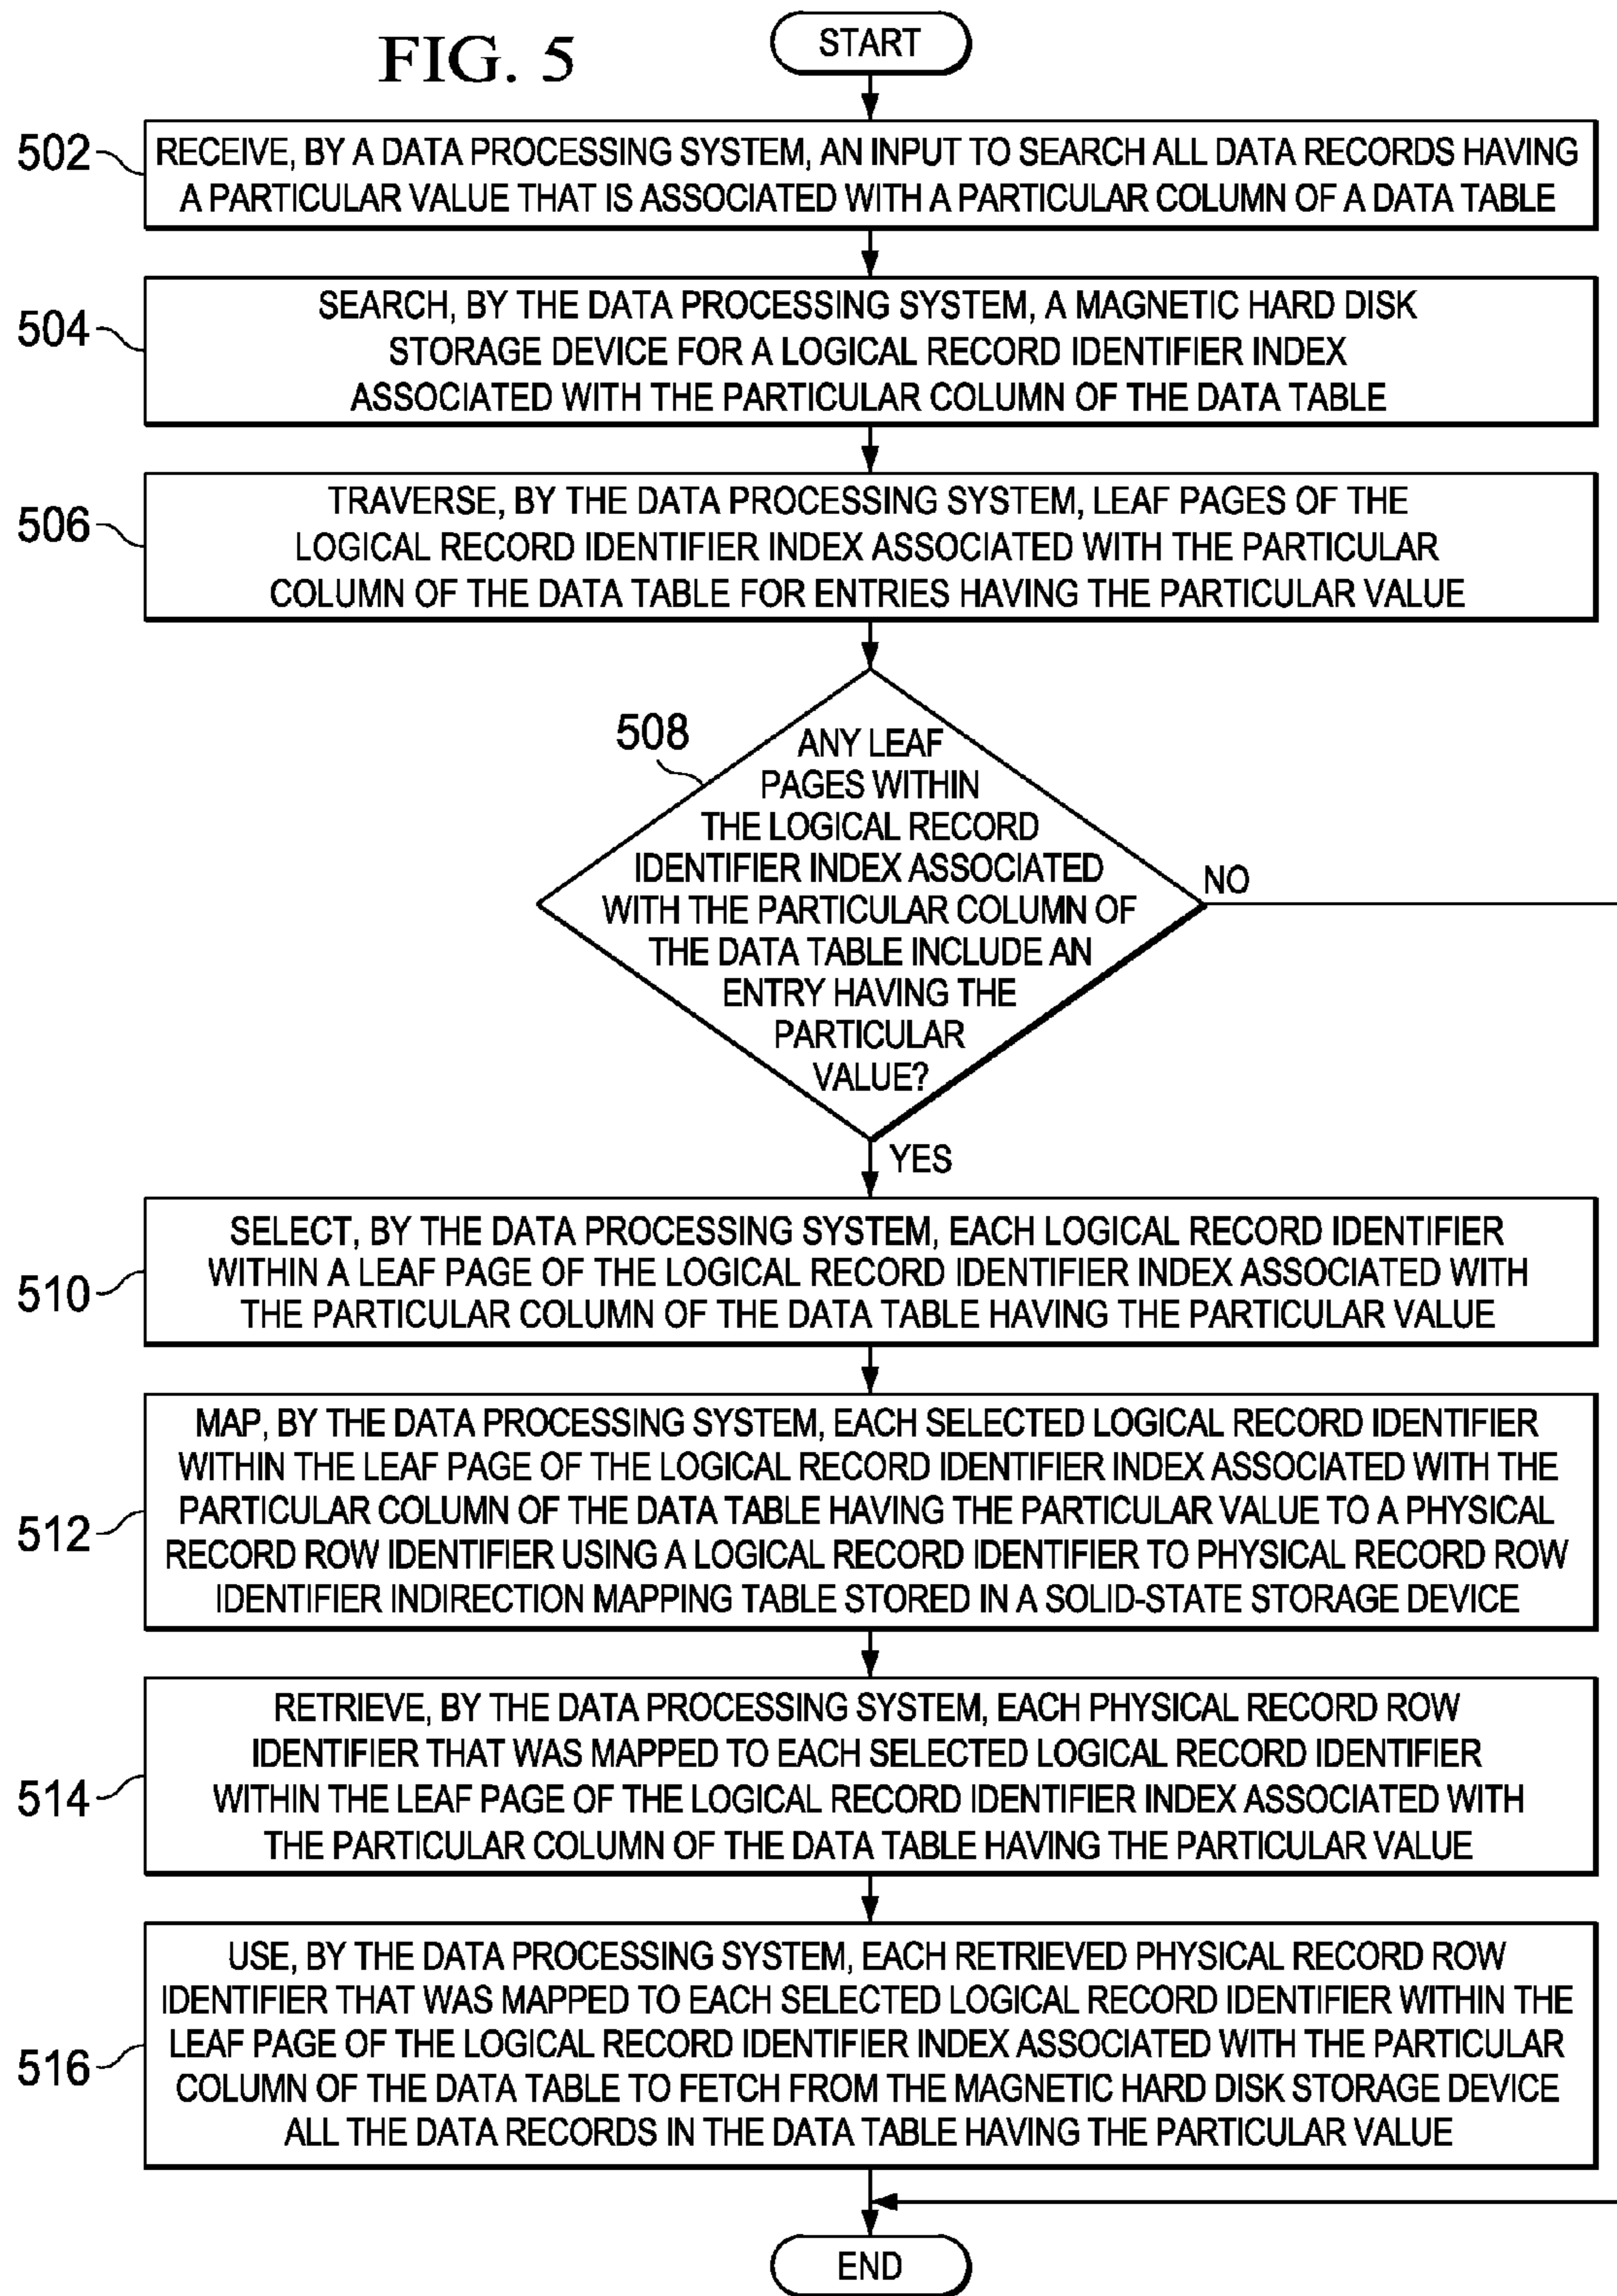 FIG. 5
START
502
RECEIVE, BY A DATA PROCESSING SYSTEM, AN INPUT TO SEARCH ALL DATA RECORDS HAVING
A PARTICULAR VALUE THAT IS ASSOCIATED WITH A PARTICULAR COLUMN OF A DATA TABLE
504
SEARCH, BY THE DATA PROCESSING SYSTEM, A MAGNETIC HARD DISK
STORAGE DEVICE FOR A LOGICAL RECORD IDENTIFIER INDEX
ASSOCIATED WITH THE PARTICULAR COLUMN OF THE DATA TABLE
506
TRAVERSE, BY THE DATA PROCESSING SYSTEM, LEAF PAGES OF THE
LOGICAL RECORD IDENTIFIER INDEX ASSOCIATED WITH THE PARTICULAR
COLUMN OF THE DATA TABLE FOR ENTRIES HAVING THE PARTICULAR VALUE
508
ANY LEAF
PAGES WITHIN
THE LOGICAL RECORD
IDENTIFIER INDEX ASSOCIATED
WITH THE PARTICULAR COLUMN OF
THE DATA TABLE INCLUDE AN
ENTRY HAVING THE
PARTICULAR
VALUE?
NO
YES
510
SELECT, BY THE DATA PROCESSING SYSTEM, EACH LOGICAL RECORD IDENTIFIER
WITHIN A LEAF PAGE OF THE LOGICAL RECORD IDENTIFIER INDEX ASSOCIATED WITH
THE PARTICULAR COLUMN OF THE DATA TABLE HAVING THE PARTICULAR VALUE
512
MAP, BY THE DATA PROCESSING SYSTEM, EACH SELECTED LOGICAL RECORD IDENTIFIER
WITHIN THE LEAF PAGE OF THE LOGICAL RECORD IDENTIFIER INDEX ASSOCIATED WITH THE
PARTICULAR COLUMN OF THE DATA TABLE HAVING THE PARTICULAR VALUE TO A PHYSICAL
RECORD ROW IDENTIFIER USING A LOGICAL RECORD IDENTIFIER TO PHYSICAL RECORD ROW
IDENTIFIER INDIRECTION MAPPING TABLE STORED IN A SOLID-STATE STORAGE DEVICE
514
RETRIEVE, BY THE DATA PROCESSING SYSTEM, EACH PHYSICAL RECORD ROW
IDENTIFIER THAT WAS MAPPED TO EACH SELECTED LOGICAL RECORD IDENTIFIER
WITHIN THE LEAF PAGE OF THE LOGICAL RECORD IDENTIFIER INDEX ASSOCIATED WITH
THE PARTICULAR COLUMN OF THE DATA TABLE HAVING THE PARTICULAR VALUE
516
USE, BY THE DATA PROCESSING SYSTEM, EACH RETRIEVED PHYSICAL RECORD ROW
IDENTIFIER THAT WAS MAPPED TO EACH SELECTED LOGICAL RECORD IDENTIFIER WITHIN THE
LEAF PAGE OF THE LOGICAL RECORD IDENTIFIER INDEX ASSOCIATED WITH THE PARTICULAR
COLUMN OF THE DATA TABLE TO FETCH FROM THE MAGNETIC HARD DISK STORAGE DEVICE
ALL THE DATA RECORDS IN THE DATA TABLE HAVING THE PARTICULAR VALUE
END